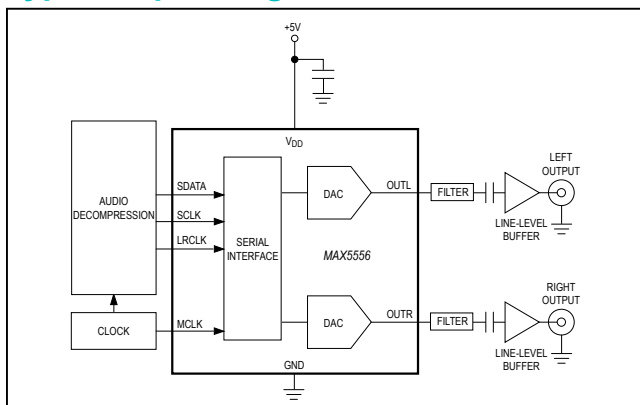 +5V
VDD
AUDIO
DECOMPRESSION
SDATA
SCLK
LRCLK
SERIAL
INTERFACE
DAC
OUTL
FILTER
LINE-LEVEL
BUFFER
LEFT
OUTPUT
MAX5556
CLOCK
MCLK
DAC
OUTR
FILTER
LINE-LEVEL
BUFFER
RIGHT
OUTPUT
GND